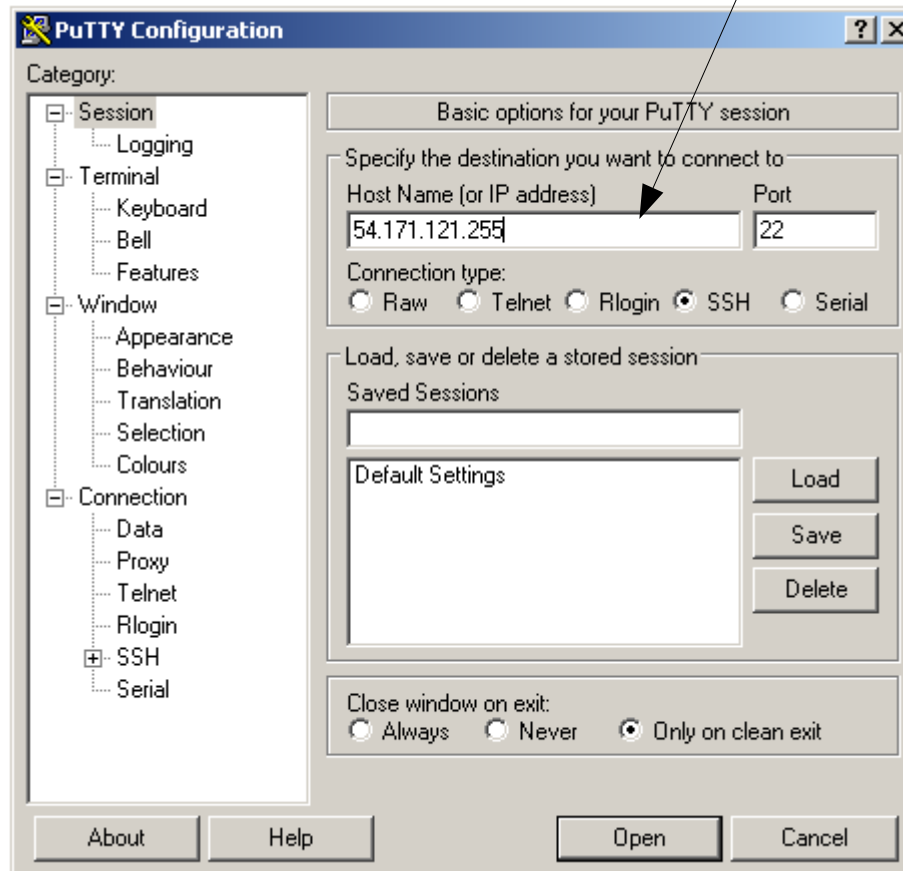 PuTTY Configuration
Category:
Session
Logging
Terminal
Keyboard
Bell
Features
Window
Appearance
Behaviour
Translation
Selection
Colours
Connection
Data
Proxy
Telnet
Rlogin
SSH
Serial
Basic options for your PuTTY session
Specify the destination you want to connect to
Host Name (or IP address) Port
54.171.121.255 22
Connection type:
Raw Telnet Rlogin SSH Serial
Load, save or delete a stored session
Saved Sessions
Default Settings
Load
Save
Delete
Close window on exit:
Always Never Only on clean exit
About Help Open Cancel